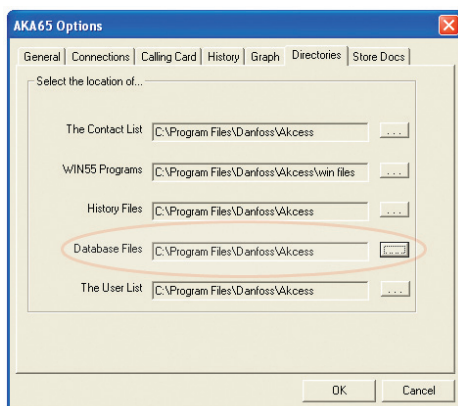 AKA65 Options
General Connections Calling Card History Graph Directories Store Docs
Select the location of...
The Contact List C:\Program Files\Danfoss\Akcess ...
WIN55 Programs C:\Program Files\Danfoss\Akcess\win files ...
History Files C:\Program Files\Danfoss\Akcess ...
Database Files C:\Program Files\Danfoss\Akcess ...
The User List C:\Program Files\Danfoss\Akcess ...
OK Cancel